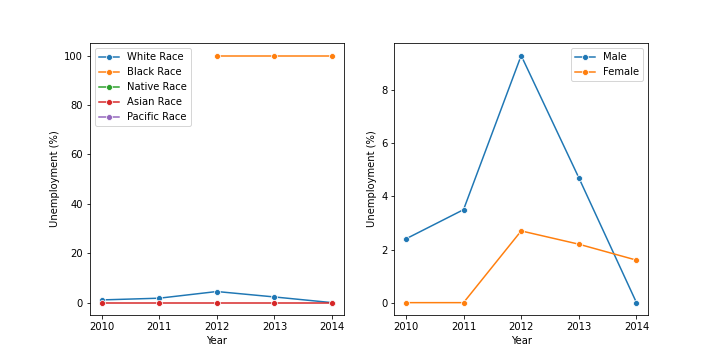 White Race
Black Race
Native Race
Asian Race
Pacific Race
100
80
60
40
20
0
Unemployment (%)
2010 2011 2012 2013 2014
Year
Male
Female
8
6
4
2
0
Unemployment (%)
2010 2011 2012 2013 2014
Year